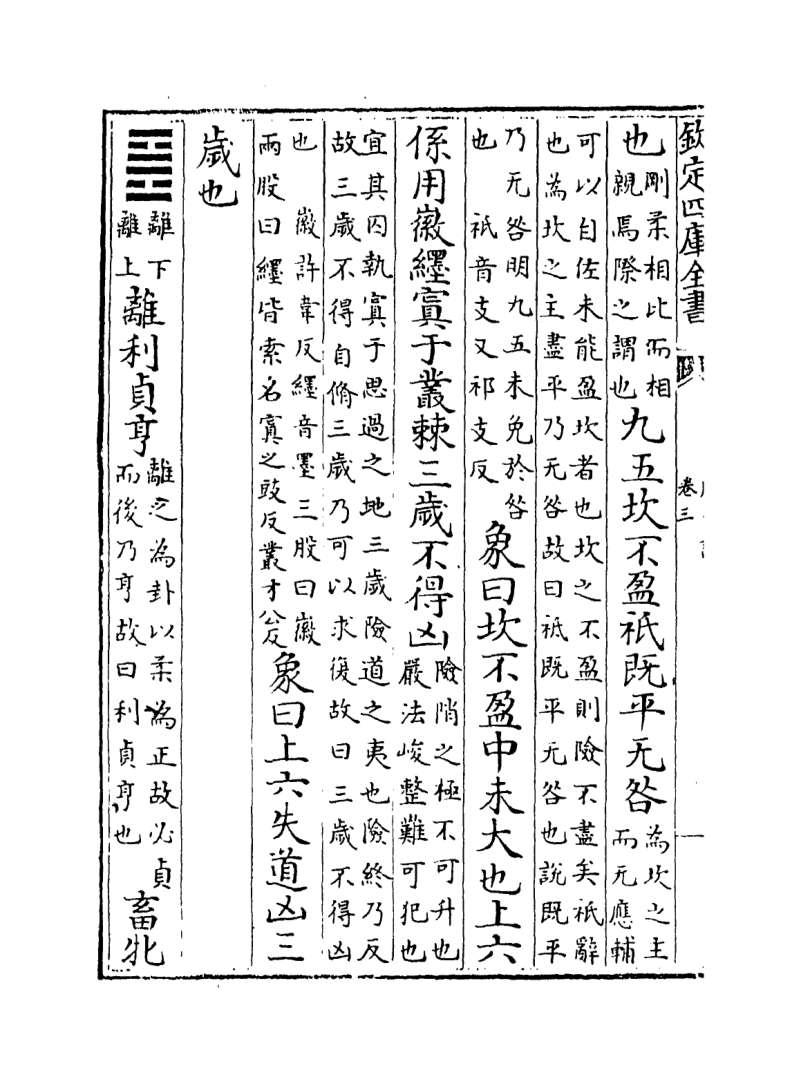 欽定四庫全書
卷三
也
剛柔相比而相
親焉際之謂也
九五坎不盈祗既平无咎
為坎之主
而无應輔
可以自佐未能盈坎者也坎之不盈則險不盡矣祗辭
也為坎之主盡平乃无咎故曰祗既平无咎也說既平
乃无咎明九五未免於咎
也　祗音支又祁支反
象曰坎不盈中未大也上六
係用徽纆寘于叢棘三歲不得凶
險陗之極不可升也
嚴法峻整難可犯也
宜其囚執寘于思過之地三歲險道之夷也險終乃反
故三歲不得自脩三歲乃可以求復故曰三歲不得凶
也　徽許韋反纆音墨三股曰徽
兩股曰纆皆索名寘之豉反叢才公反
象曰上六失道凶三
歲也
䷝
離下
離上
離利貞亨
離之為卦以柔為正故必貞
而後乃亨故曰利貞亨也
畜牝